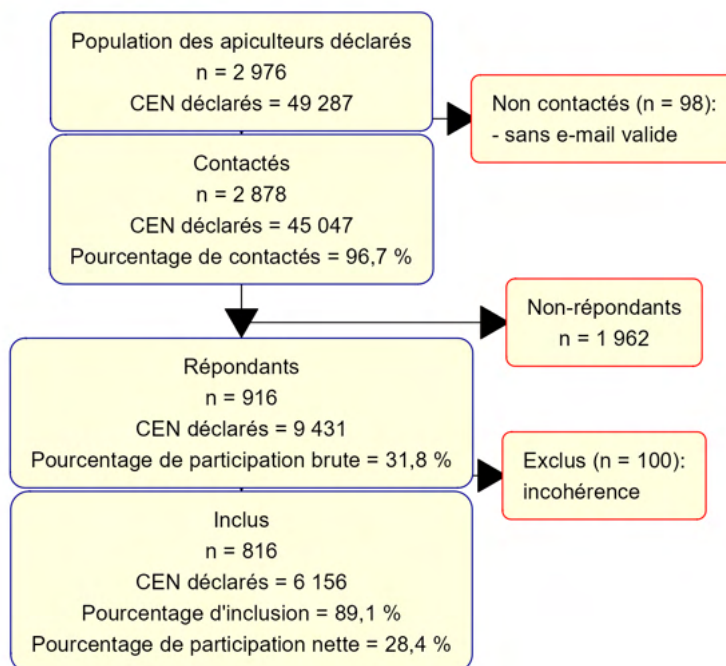 Population des apiculteurs déclarés
n = 2 976
CEN déclarés = 49 287
Non contactés (n = 98):
- sans e-mail valide
Contactés
n = 2 878
CEN déclarés = 45 047
Pourcentage de contactés = 96,7 %
Non-répondants
n = 1 962
Répondants
n = 916
CEN déclarés = 9 431
Pourcentage de participation brute = 31,8 %
Exclus (n = 100):
incohérence
Inclus
n = 816
CEN déclarés = 6 156
Pourcentage d'inclusion = 89,1 %
Pourcentage de participation nette = 28,4 %